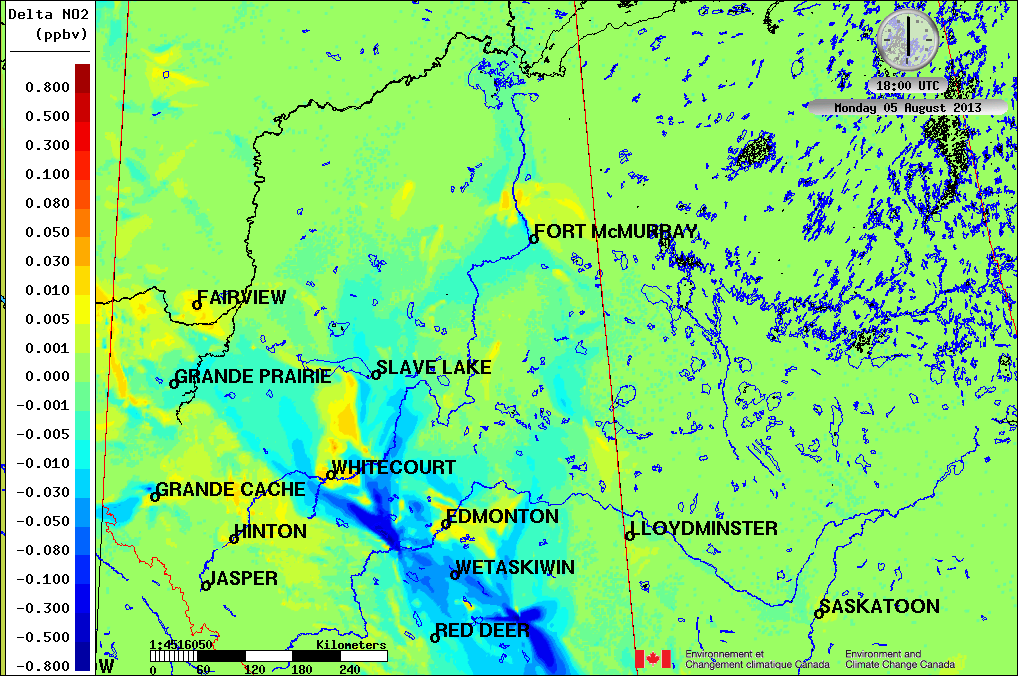 Delta NO2
(ppbv)
0.800
0.500
0.300
0.100
0.080
0.050
0.030
0.010
0.005
0.001
0.000
-0.001
-0.005
-0.010
-0.030
-0.050
-0.080
-0.100
-0.300
-0.500
-0.800
18:00 UTC
Monday 05 August 2013
FORT McMURRAY
FAIRVIEW
GRANDE PRAIRIE
SLAVE LAKE
WHITECOURT
GRANDE CACHE
EDMONTON
HINTON
LLOYDMINSTER
JASPER
WETASKIWIN
SASKATOON
RED DEER
1:4516050 Kilometers
0 60 120 180 240
W
Environnement et
Changement climatique Canada
Environment and
Climate Change Canada